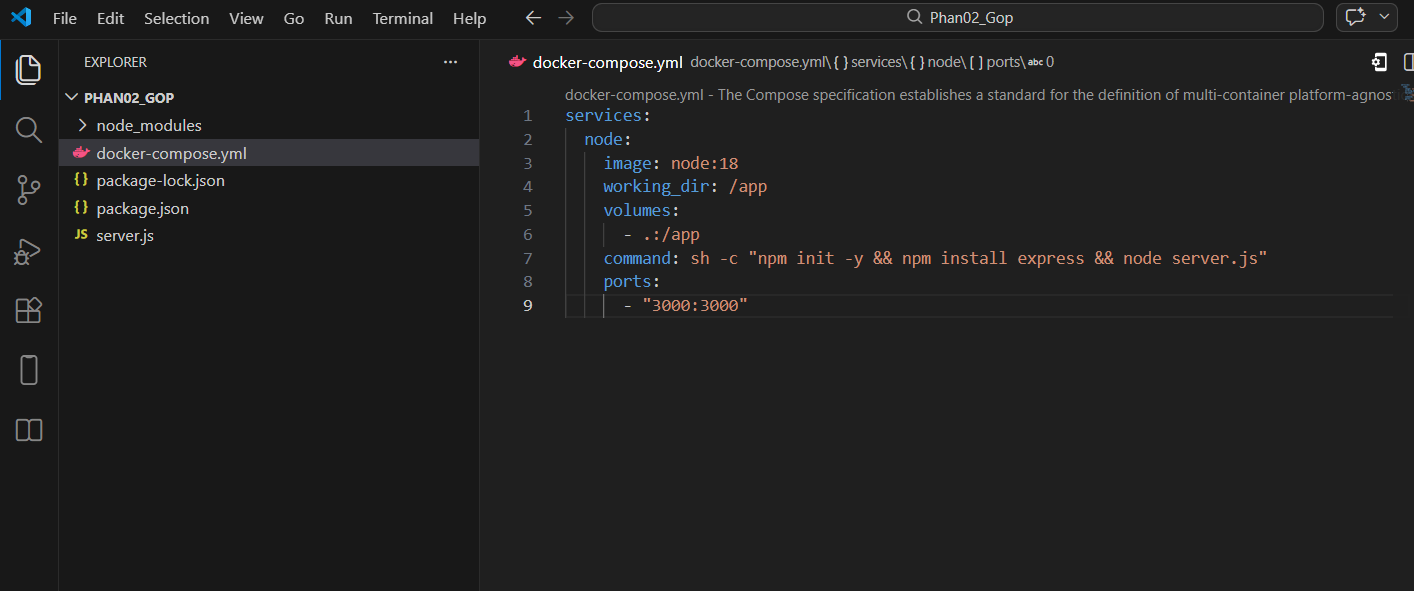 File Edit Selection View Go Run Terminal Help
Phan02_Gop
EXPLORER
PHAN02_GOP
node_modules
docker-compose.yml
package-lock.json
package.json
JS server.js
docker-compose.yml docker-compose.yml\{ }services\{ }node\[ ]ports\abc 0
docker-compose.yml - The Compose specification establishes a standard for the definition of multi-container platform-agnos
1 services:
2 node:
3 image: node:18
4 working_dir: /app
5 volumes:
6 - .:/app
7 command: sh -c "npm init -y && npm install express && node server.js"
8 ports:
9 - "3000:3000"